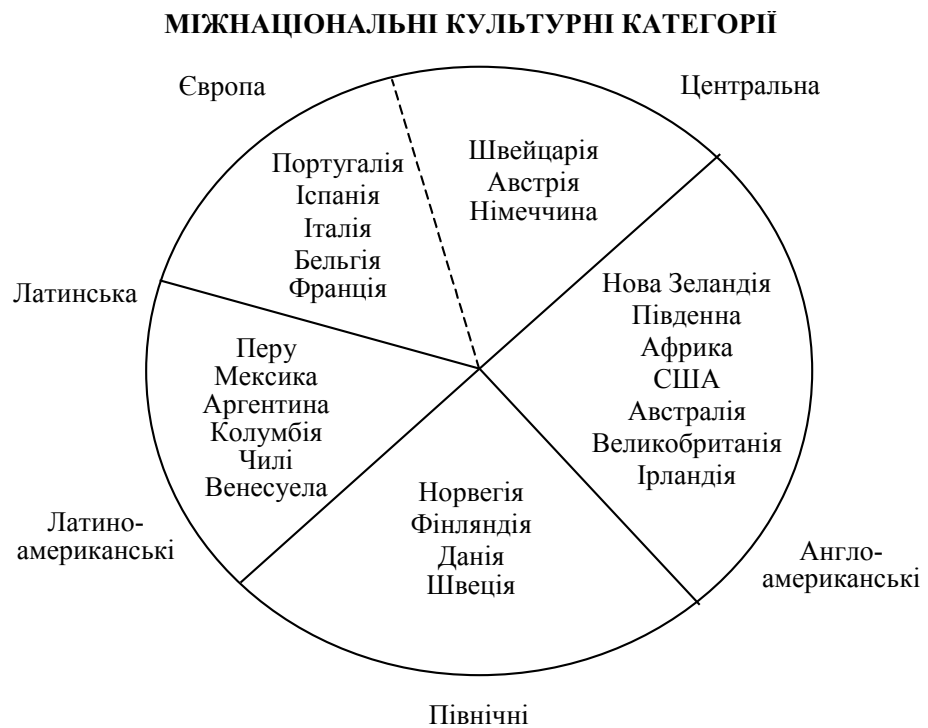 МІЖНАЦІОНАЛЬНІ КУЛЬТУРНІ КАТЕГОРІЇ
Європа
Центральна
Португалія
Іспанія
Італія
Бельгія
Франція
Швейцарія
Австрія
Німеччина
Латинська
Нова Зеландія
Південна
Африка
США
Австралія
Великобританія
Ірландія
Перу
Мексика
Аргентина
Колумбія
Чилі
Венесуела
Норвегія
Фінляндія
Данія
Швеція
Латино-
американські
Англо-
американські
Північні